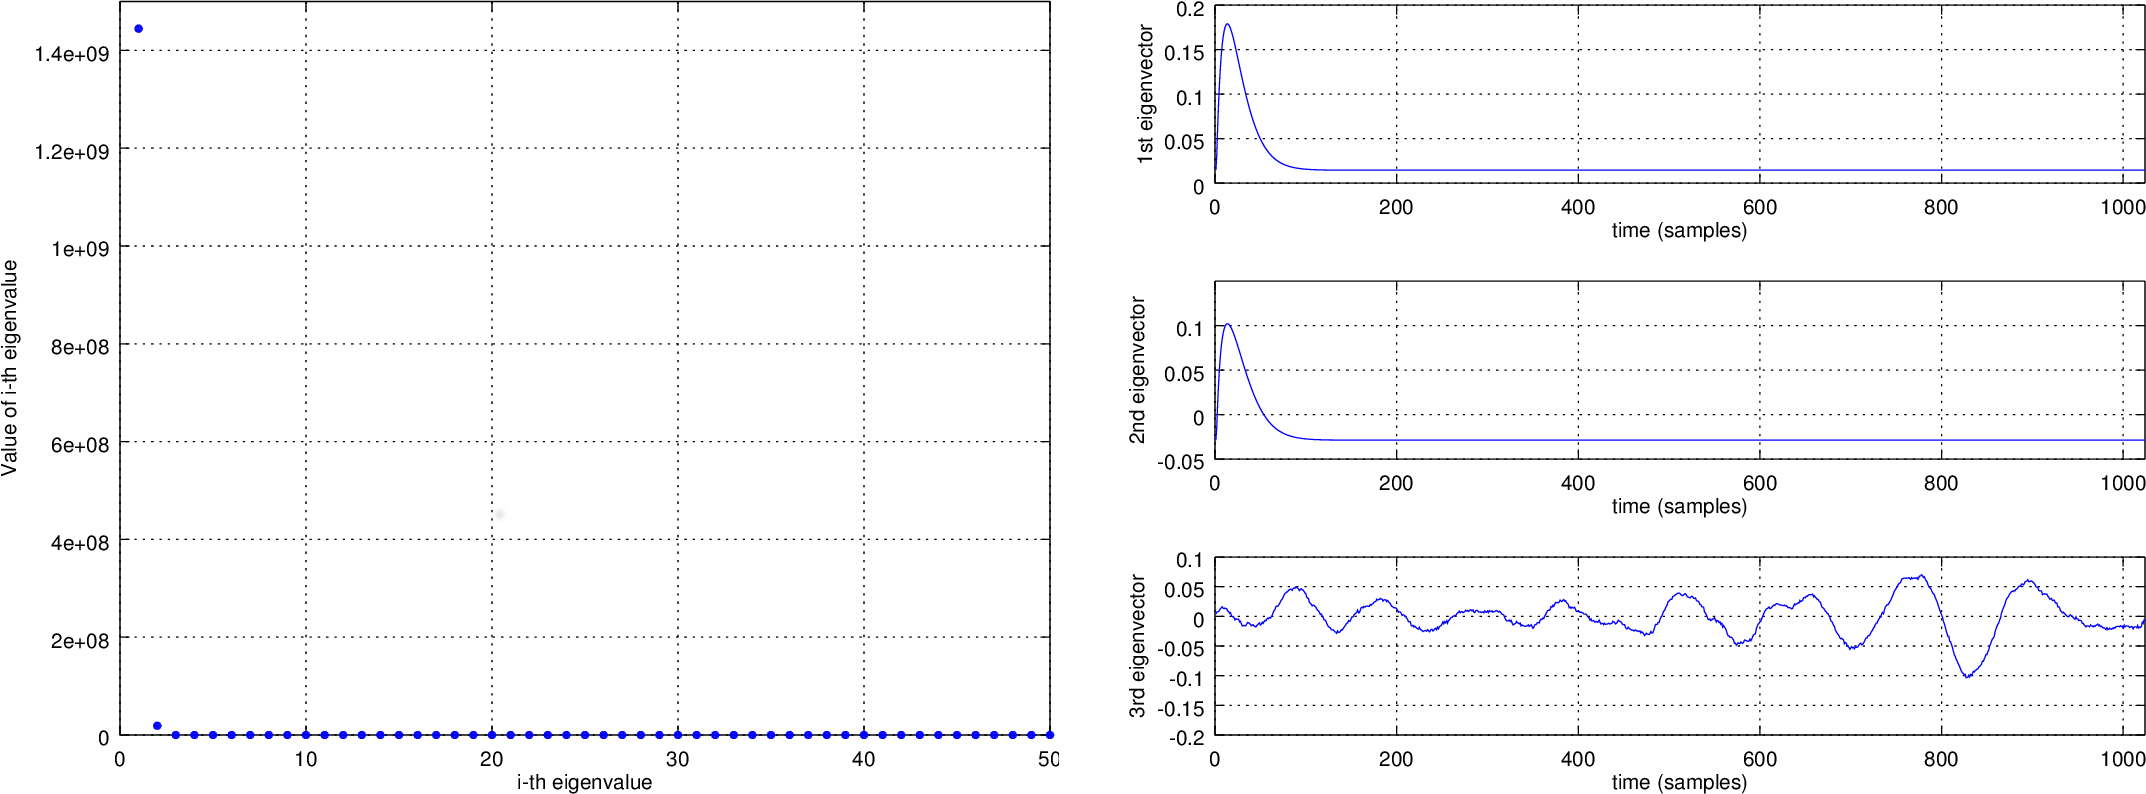 1.4e+09
1.2e+09
1e+09
8e+08
6e+08
4e+08
2e+08
0
Value of i-th eigenvalue
0 10 20 30 40 50
i-th eigenvalue
0.2
0.15
0.1
0.05
0
1st eigenvector
0 200 400 600 800 1000
time (samples)
0.1
0.05
0
-0.05
2nd eigenvector
0 200 400 600 800 1000
time (samples)
0.1
0.05
0
-0.05
-0.1
-0.15
-0.2
3rd eigenvector
0 200 400 600 800 1000
time (samples)